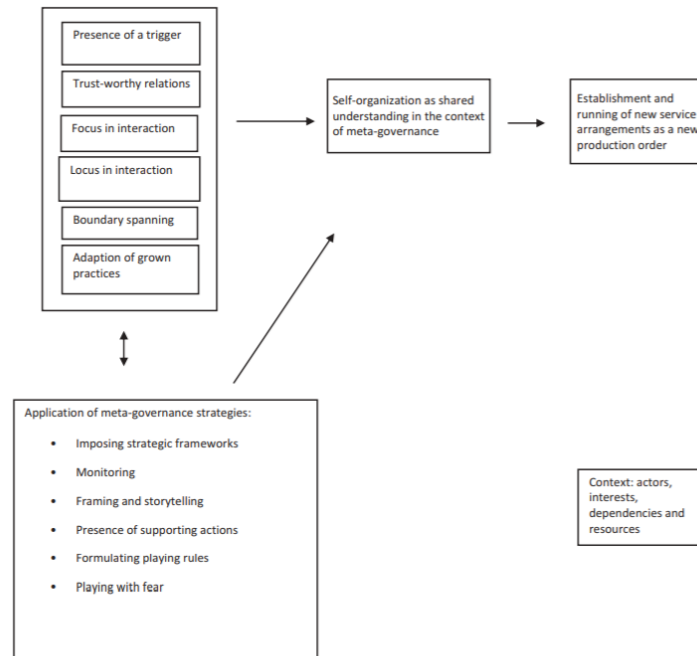 Presence of a trigger
Trust-worthy relations
Focus in interaction
Locus in interaction
Boundary spanning
Adaption of grown
practices
Self-organization as shared
understanding in the context
of meta-governance
Establishment and
running of new service
arrangements as a new
production order
Application of meta-governance strategies:
• Imposing strategic frameworks
• Monitoring
• Framing and storytelling
• Presence of supporting actions
• Formulating playing rules
• Playing with fear
Context: actors,
interests,
dependencies and
resources